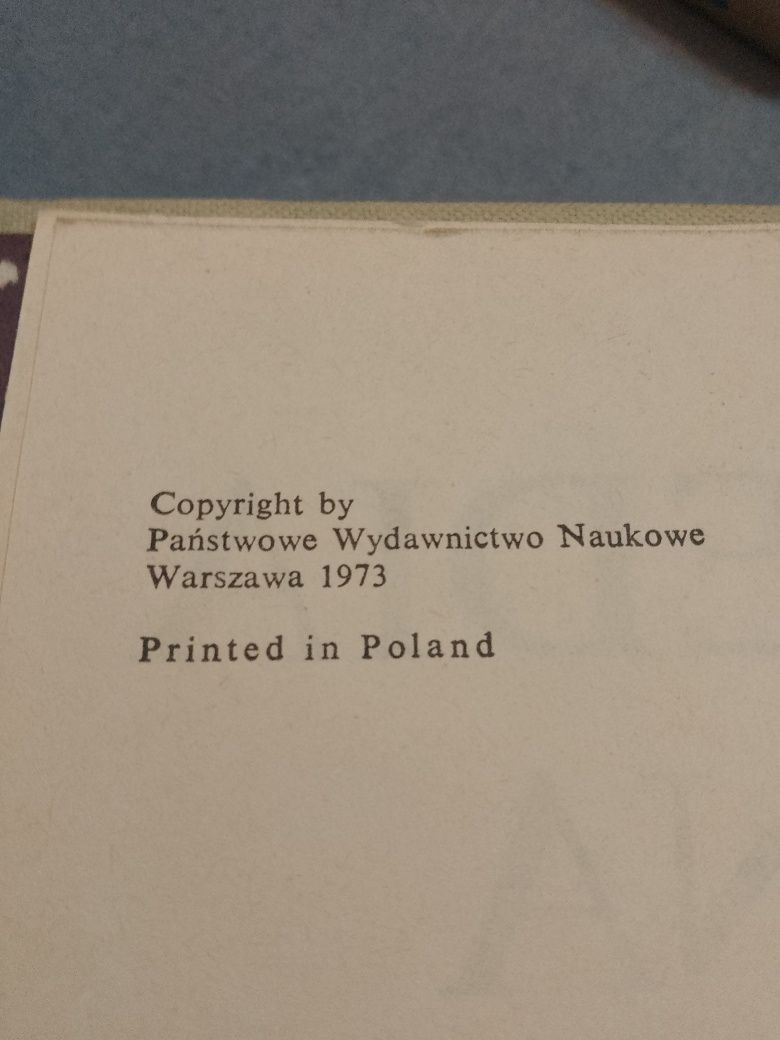 Copyright by
Państwowe Wydawnictwo Naukowe
Warszawa 1973
Printed in Poland